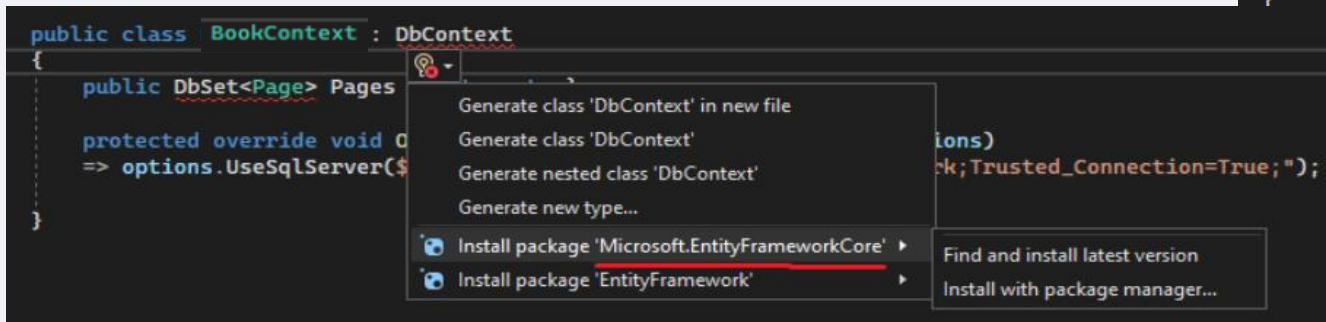 public class BookContext : DbContext
{
public DbSet<Page> Pages
Generate class 'DbContext' in new file
protected override void O
Generate class 'DbContext'
ions)
=> options.UseSqlServer($
Generate nested class 'DbContext'
rk;Trusted_Connection=True;");
Generate new type...
}
Install package 'Microsoft.EntityFrameworkCore'
Find and install latest version
Install package 'EntityFramework'
Install with package manager...